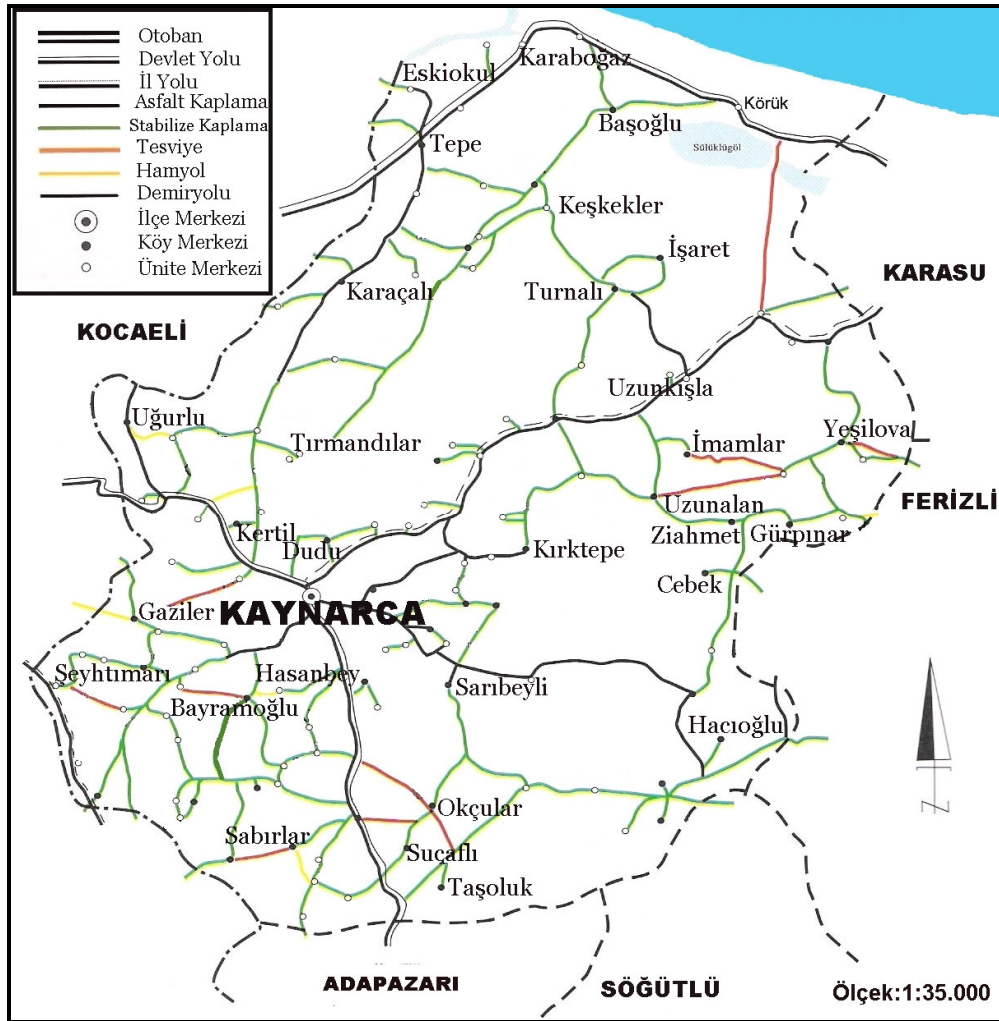 Otoban
Devlet Yolu
İl Yolu
Asfalt Kaplama
Stabilize Kaplama
Tesviye
Hamyol
Demiryolu
İlçe Merkezi
Köy Merkezi
Ünite Merkezi
Karaboğaz
Eskiokul
Körük
Başoğlu
Tepe
Sülüklügöl
Keşkekler
İşaret
KARASU
Karaçalı
Turnalı
KOCAELİ
Uzunkışla
Uğurlu
Tırmandılar
İmamlar
Yeşilova
FERİZLİ
Uzunalan
Kertil
Ziahmet
Gürpınar
Dudu
Kırktepe
Cebek
Gaziler
KAYNARCA
Şeyhtımarı
Hasanbey
Sarıbeyli
Bayramoğlu
Hacıoğlu
Okçular
Sabırlar
Suçaflı
Taşoluk
N
ADAPAZARI
SÖĞÜTLÜ
Ölçek:1:35.000